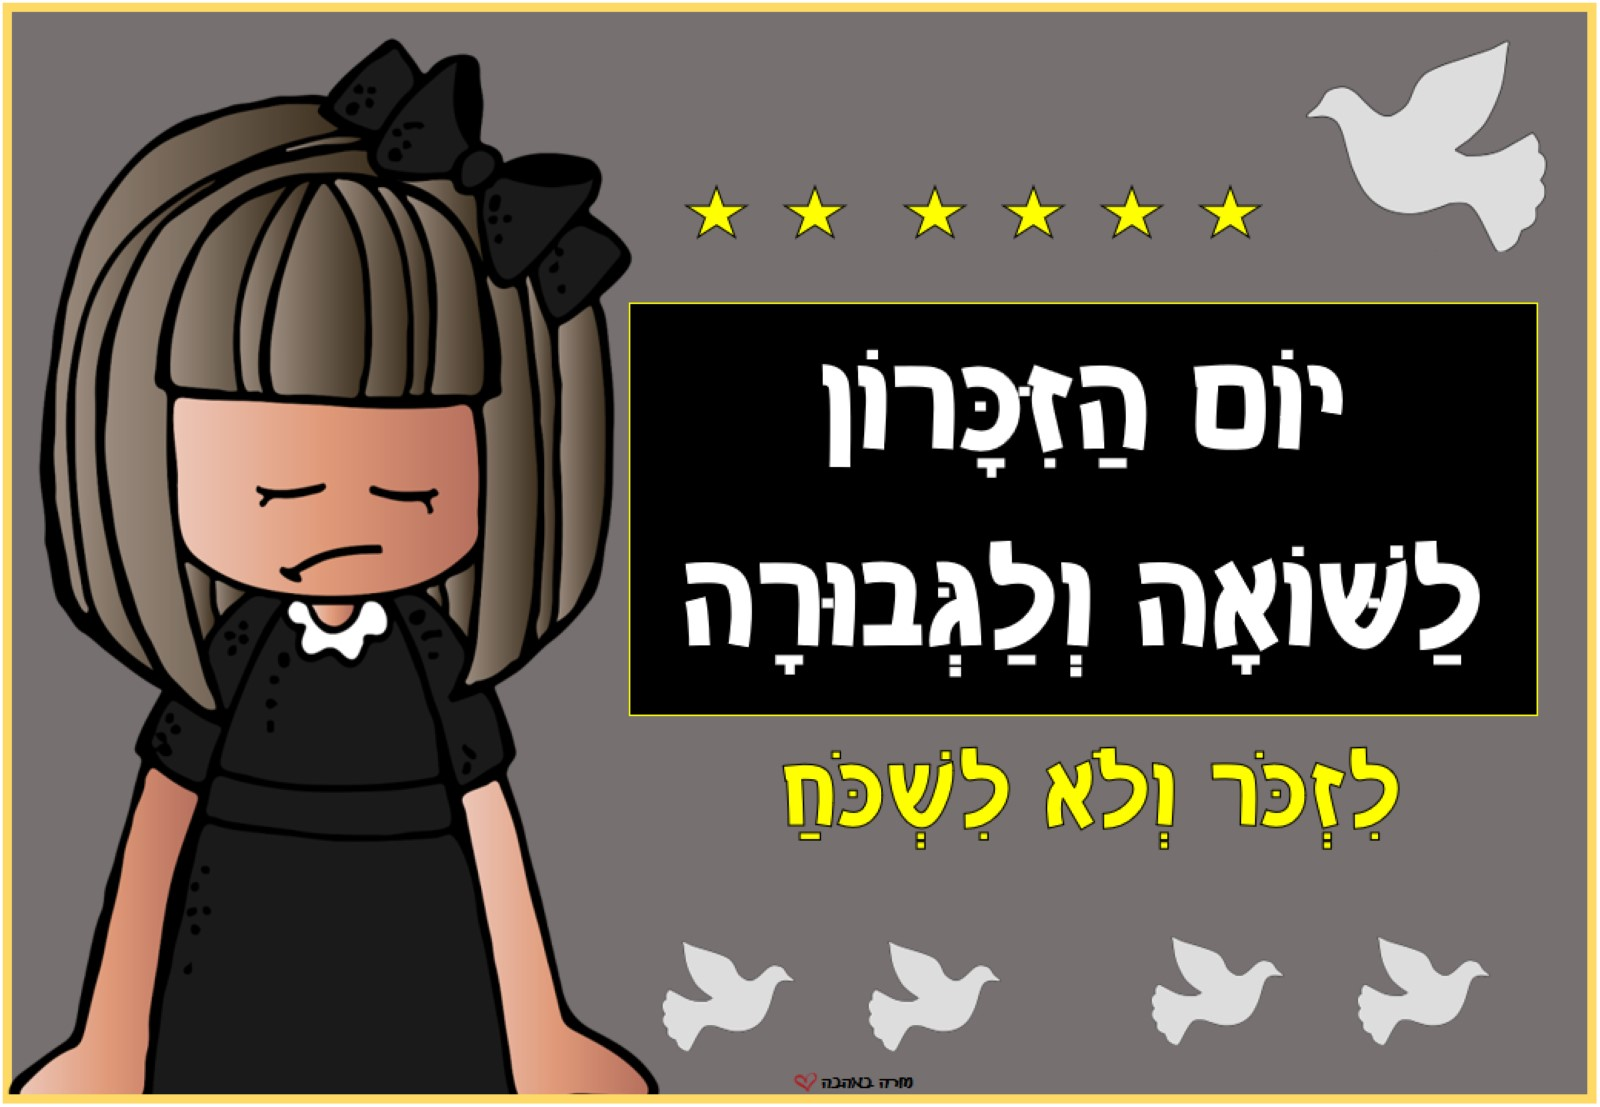 יוֹם הַזִּכָּרוֹן
לַשּׁוֹאָה וְלַגְּבוּרָה
לִזְכֹּר וְלֹא לִשְׁכֹּחַ
מורה באהבה